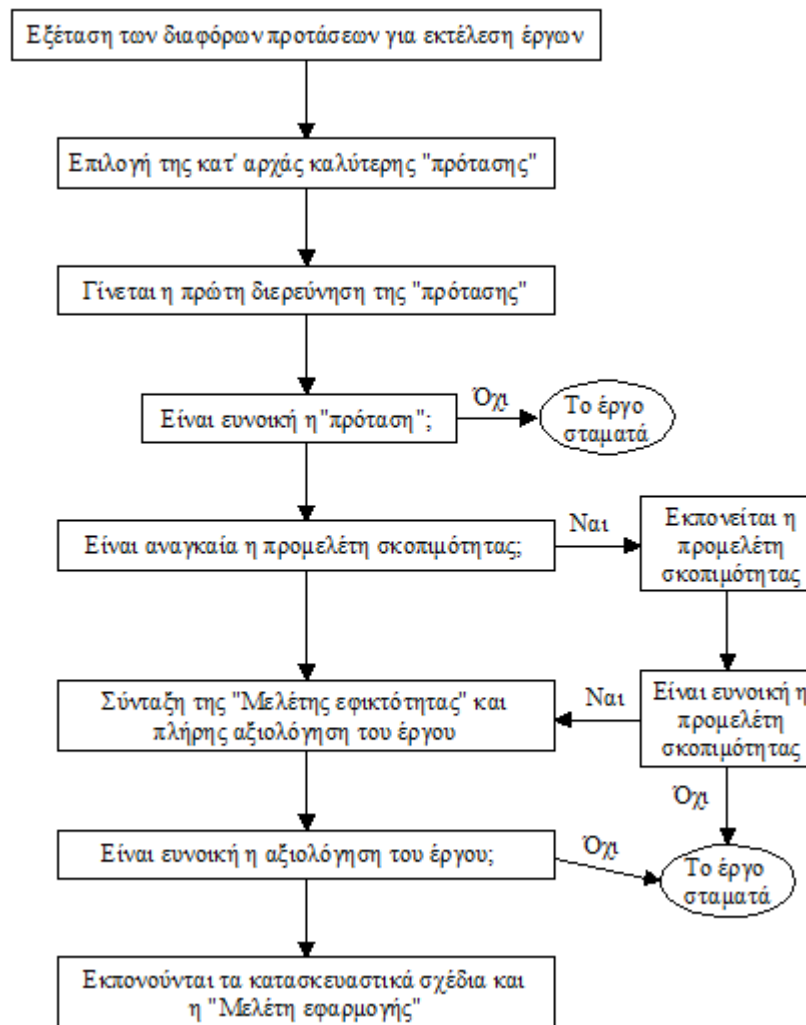 Εξέταση των διαφόρων προτάσεων για εκτέλεση έργων
Επιλογή της κατ' αρχάς καλύτερης "πρότασης"
Γίνεται η πρώτη διερεύνηση της "πρότασης"
Είναι ευνοική η"πρόταση";
Όχι
Το έργο
σταματά
Είναι αναγκαία η προμελέτη σκοπιμότητας;
Ναι
Εκπονείται η
προμελέτη
σκοπιμότητας
Σύνταξη της "Μελέτης εφικτότητας" και
πλήρης αξιολόγηση του έργου
Ναι
Είναι ευνοική η
προμελέτη
σκοπιμότητας
Όχι
Είναι ευνοική η αξιολόγηση του έργου;
Όχι
Το έργο
σταματά
Εκπονούνται τα κατασκευαστικά σχέδια και
η "Μελέτη εφαρμογής"